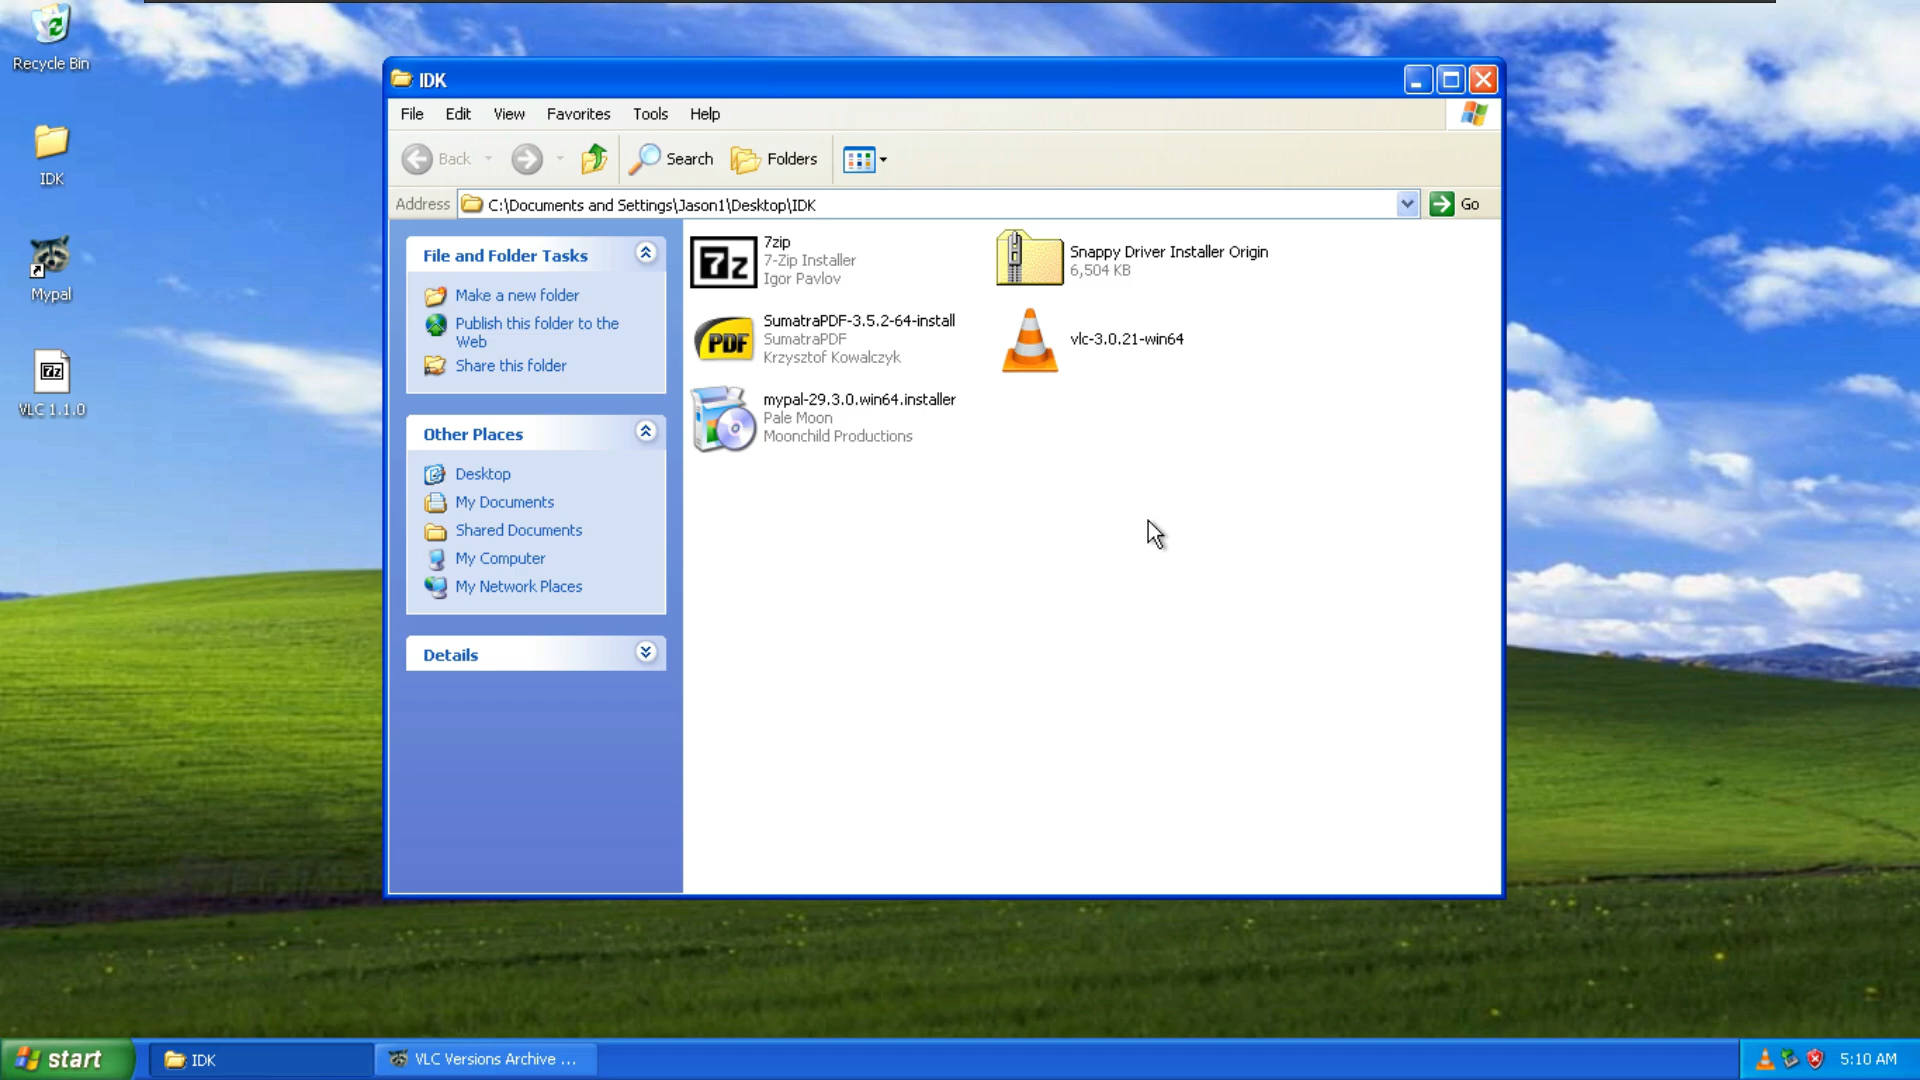 Recycle Bin
IDK
Mypal
7z
VLC 1.1.0
IDK
File Edit View Favorites Tools Help
Back Search Folders
Address C:\Documents and Settings\Jason1\Desktop\IDK Go
File and Folder Tasks
Make a new folder
Publish this folder to the
Web
Share this folder
Other Places
Desktop
My Documents
Shared Documents
My Computer
My Network Places
Details
7z
7zip
7-Zip Installer
Igor Pavlov
Snappy Driver Installer Origin
6,504 KB
PDF
SumatraPDF-3.5.2-64-install
SumatraPDF
Krzysztof Kowalczyk
vlc-3.0.21-win64
mypal-29.3.0.win64.installer
Pale Moon
Moonchild Productions
start IDK VLC Versions Archive ... 5:10 AM